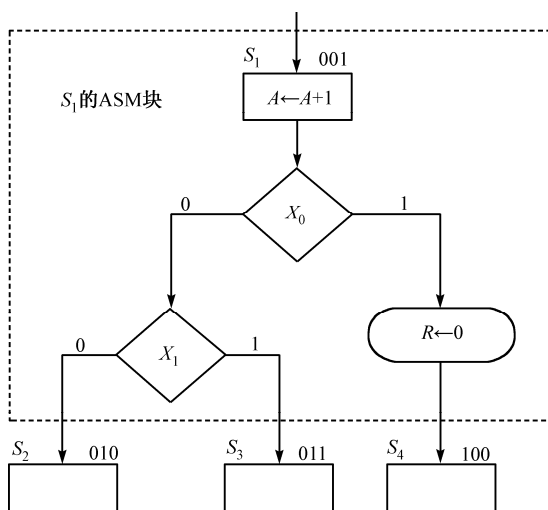 S₁ 001
A←A+1
S₁的ASM块
0 X₀ 1
R←0
0 X₁ 1
S₂ 010 S₃ 011 S₄ 100